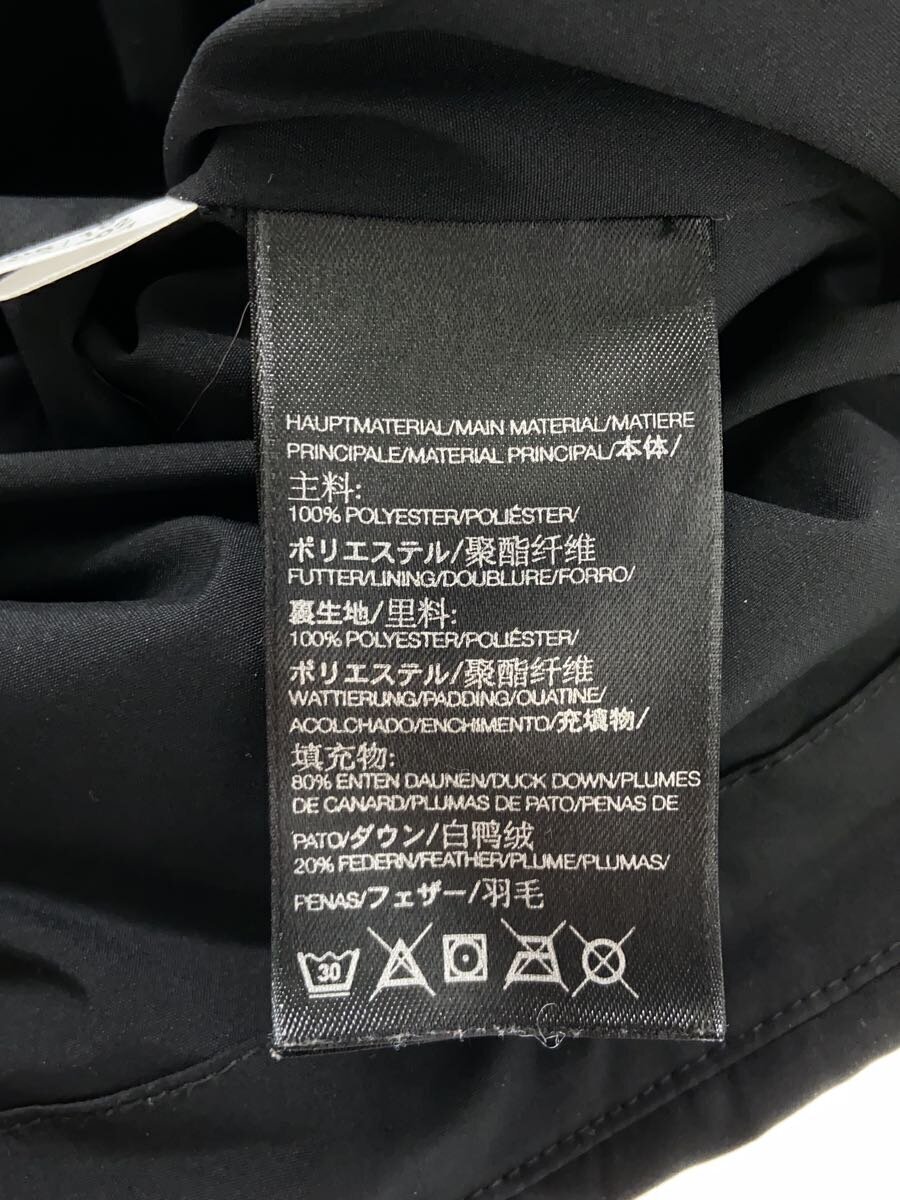 HAUPTMATERIAL/MAIN MATERIAL/MATIERE
PRINCIPALE/MATERIAL PRINCIPAL/本体/
主料:
100% POLYESTER/POLIÉSTER/
ポリエステル/聚酯纤维
FUTTER/LINING/DOUBLURE/FORRO/
裏生地/里料:
100% POLYESTER/POLIÉSTER/
ポリエステル/聚酯纤维
WATTIERUNG/PADDING/OUATINE/
ACOLCHADO/ENCHIMENTO/充填物/
填充物:
80% ENTEN DAUNEN/DUCK DOWN/PLUMES
DE CANARD/PLUMAS DE PATO/PENAS DE
PATO/ダウン/白鸭绒
20% FEDERN/FEATHER/PLUME/PLUMAS/
PENAS/フェザー/羽毛
30